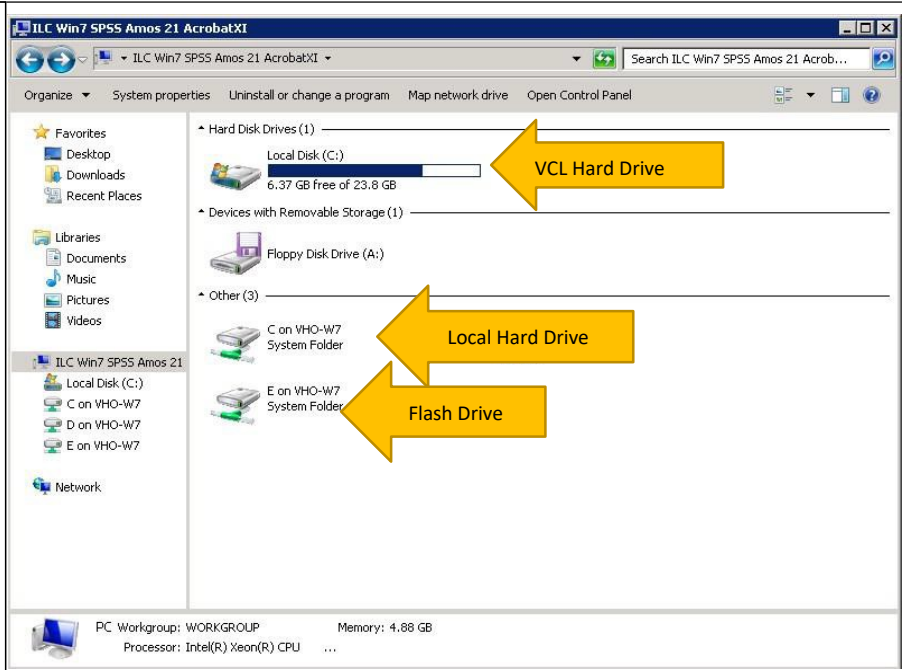 ILC Win7 SPSS Amos 21 AcrobatXI
ILC Win7 SPSS Amos 21 AcrobatXI
Search ILC Win7 SPSS Amos 21 Acrob...
Organize
System properties
Uninstall or change a program
Map network drive
Open Control Panel
Favorites
Desktop
Downloads
Recent Places
Libraries
Documents
Music
Pictures
Videos
ILC Win7 SPSS Amos 21
Local Disk (C:)
C on VHO-W7
D on VHO-W7
E on VHO-W7
Network
Hard Disk Drives (1)
Local Disk (C:)
6.37 GB free of 23.8 GB
VCL Hard Drive
Devices with Removable Storage (1)
Floppy Disk Drive (A:)
Other (3)
C on VHO-W7
System Folder
Local Hard Drive
E on VHO-W7
System Folder
Flash Drive
PC Workgroup: WORKGROUP Memory: 4.88 GB
Processor: Intel(R) Xeon(R) CPU ...